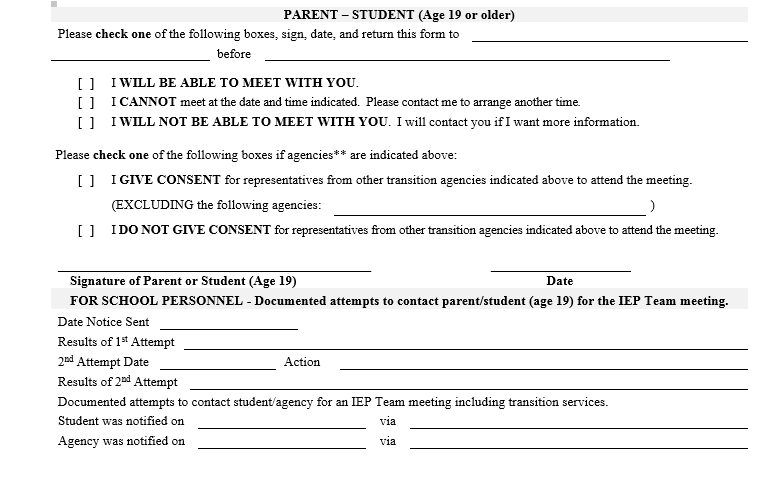 PARENT – STUDENT (Age 19 or older)
Please check one of the following boxes, sign, date, and return this form to
before
[ ] I WILL BE ABLE TO MEET WITH YOU.
[ ] I CANNOT meet at the date and time indicated. Please contact me to arrange another time.
[ ] I WILL NOT BE ABLE TO MEET WITH YOU. I will contact you if I want more information.
Please check one of the following boxes if agencies** are indicated above:
[ ] I GIVE CONSENT for representatives from other transition agencies indicated above to attend the meeting.
(EXCLUDING the following agencies: )
[ ] I DO NOT GIVE CONSENT for representatives from other transition agencies indicated above to attend the meeting.
Signature of Parent or Student (Age 19) Date
FOR SCHOOL PERSONNEL - Documented attempts to contact parent/student (age 19) for the IEP Team meeting.
Date Notice Sent
Results of 1st Attempt
2nd Attempt Date Action
Results of 2nd Attempt
Documented attempts to contact student/agency for an IEP Team meeting including transition services.
Student was notified on via
Agency was notified on via